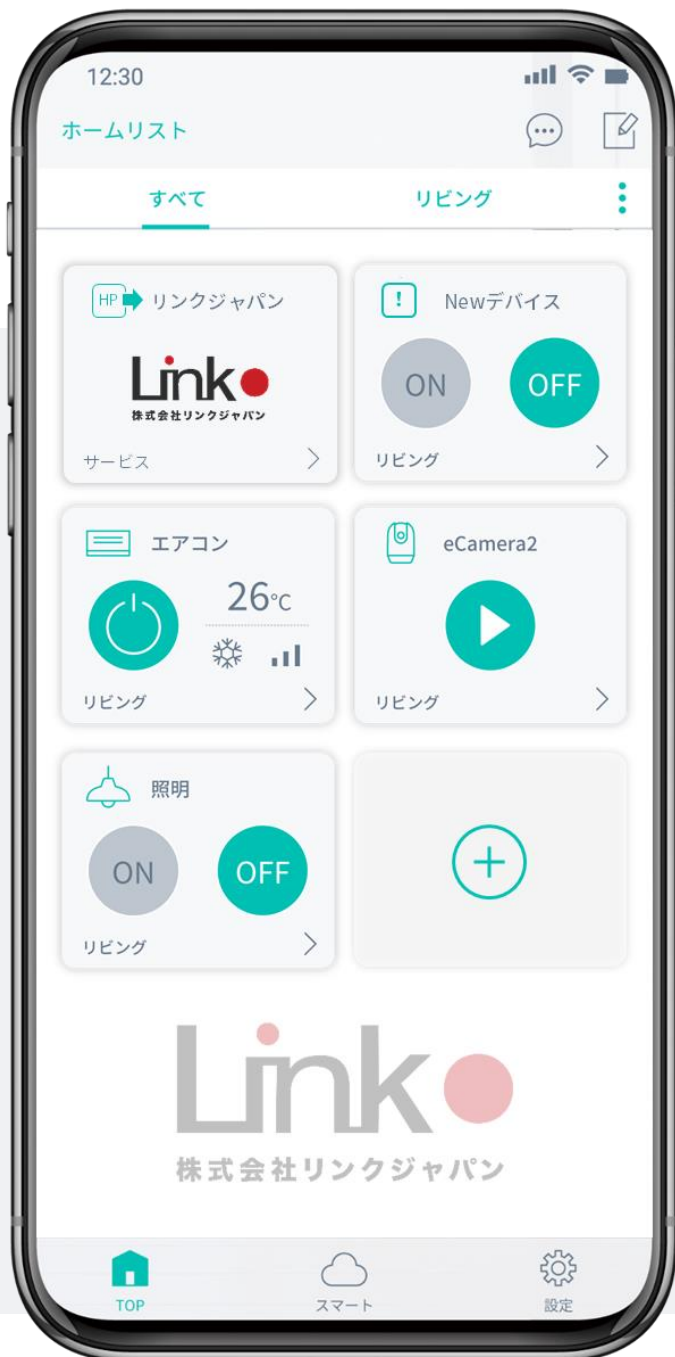 12:30
ホームリスト
すべて
リビング
HP リンクジャパン
Link
株式会社リンクジャパン
サービス
! Newデバイス
ON OFF
リビング
エアコン
26°C
リビング
eCamera2
リビング
照明
ON OFF
リビング
Link
株式会社リンクジャパン
TOP
スマート
設定